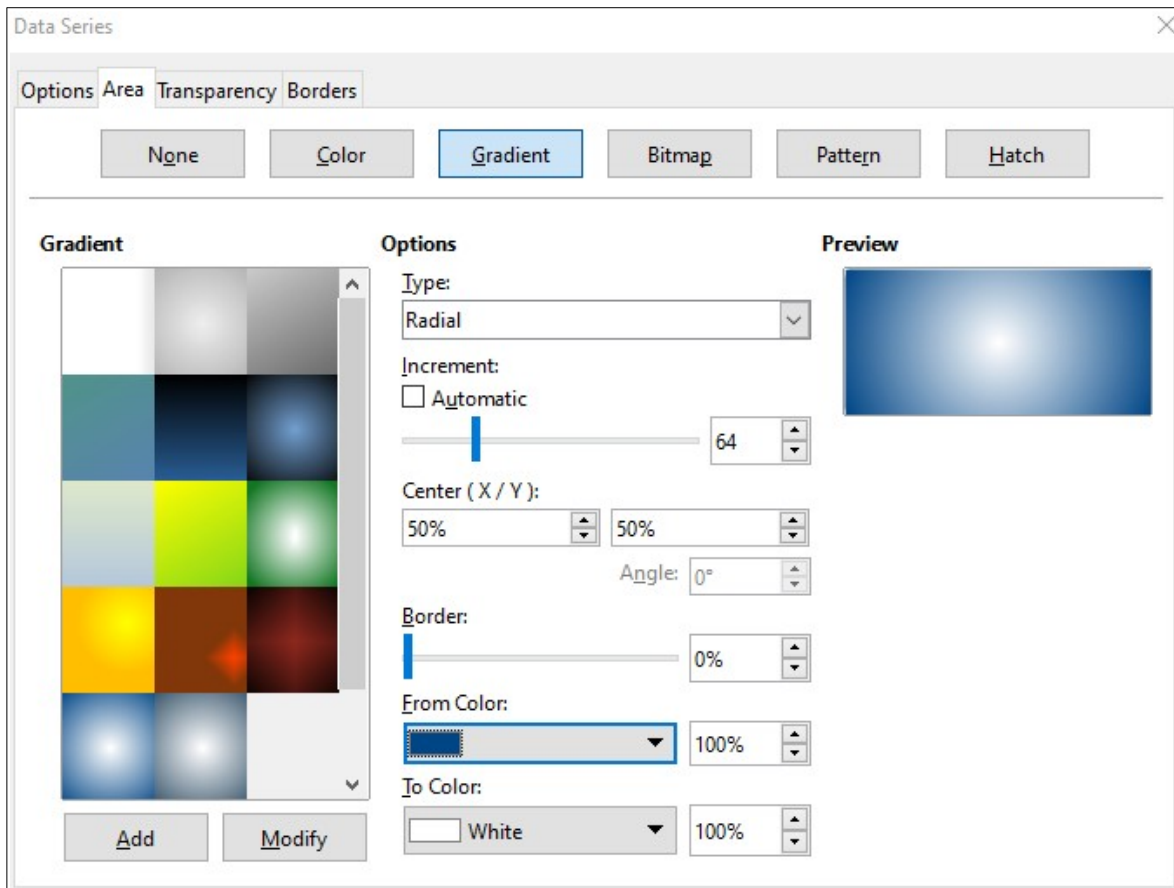 Data Series
Options Area Transparency Borders
None Color Gradient Bitmap Pattern Hatch
Gradient
Options
Type:
Radial
Increment:
Automatic
64
Center ( X / Y ):
50% 50%
Angle: 0°
Border:
0%
From Color:
100%
To Color:
White 100%
Add Modify
Preview